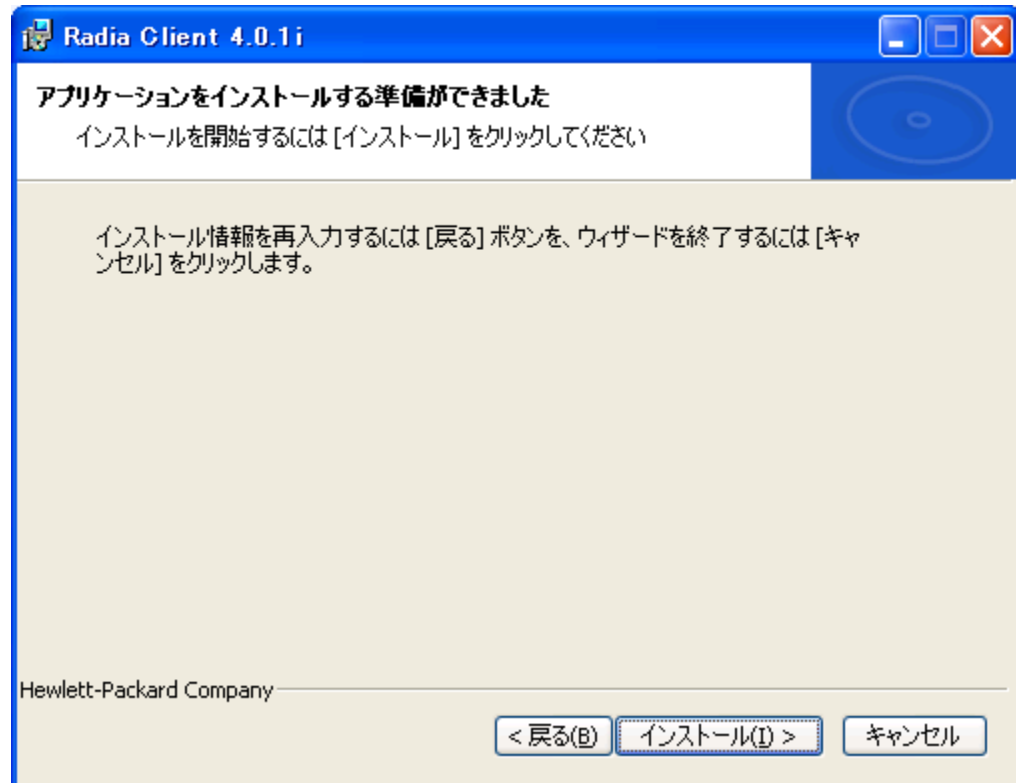 Radia Client 4.0.1i
アプリケーションをインストールする準備ができました
インストールを開始するには [インストール] をクリックしてください
インストール情報を再入力するには [戻る] ボタンを、ウィザードを終了するには [キャ
ンセル] をクリックします。
Hewlett-Packard Company
< 戻る(B)
インストール(I) >
キャンセル